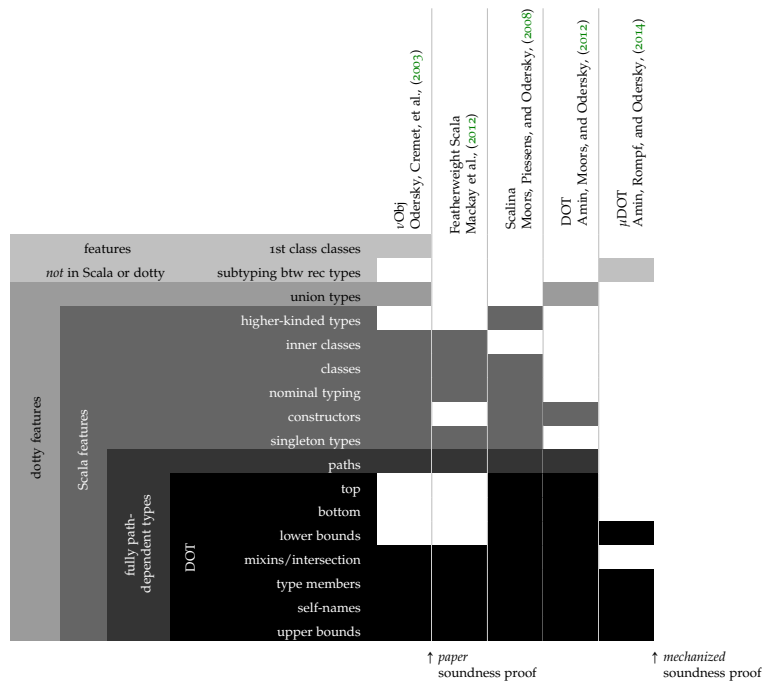 νObj
Odersky, Cremet, et al., (2003)
Featherweight Scala
Mackay et al., (2012)
Scalina
Moors, Piessens, and Odersky, (2008)
DOT
Amin, Moors, and Odersky, (2012)
μDOT
Amin, Rompf, and Odersky, (2014)
features
not in Scala or dotty
1st class classes
subtyping btw rec types
union types
higher-kinded types
inner classes
classes
nominal typing
constructors
singleton types
paths
top
bottom
lower bounds
mixins/intersection
type members
self-names
upper bounds
dotty features
Scala features
fully path-
dependent types
DOT
↑ paper
soundness proof
↑ mechanized
soundness proof